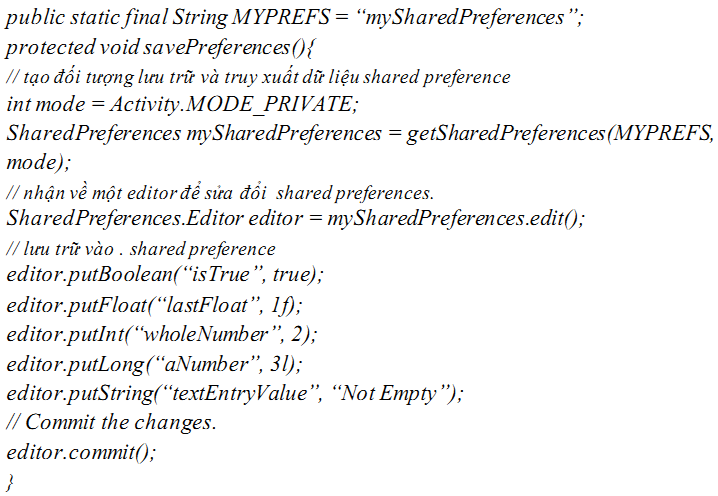 public static final String MYPREFS = “mySharedPreferences”;
protected void savePreferences(){
// tạo đối tượng lưu trữ và truy xuất dữ liệu shared preference
int mode = Activity.MODE_PRIVATE;
SharedPreferences mySharedPreferences = getSharedPreferences(MYPREFS,
mode);
// nhận về một editor để sửa đổi shared preferences.
SharedPreferences.Editor editor = mySharedPreferences.edit();
// lưu trữ vào . shared preference
editor.putBoolean(“isTrue”, true);
editor.putFloat(“lastFloat”, 1f);
editor.putInt(“wholeNumber”, 2);
editor.putLong(“aNumber”, 3l);
editor.putString(“textEntryValue”, “Not Empty”);
// Commit the changes.
editor.commit();
}